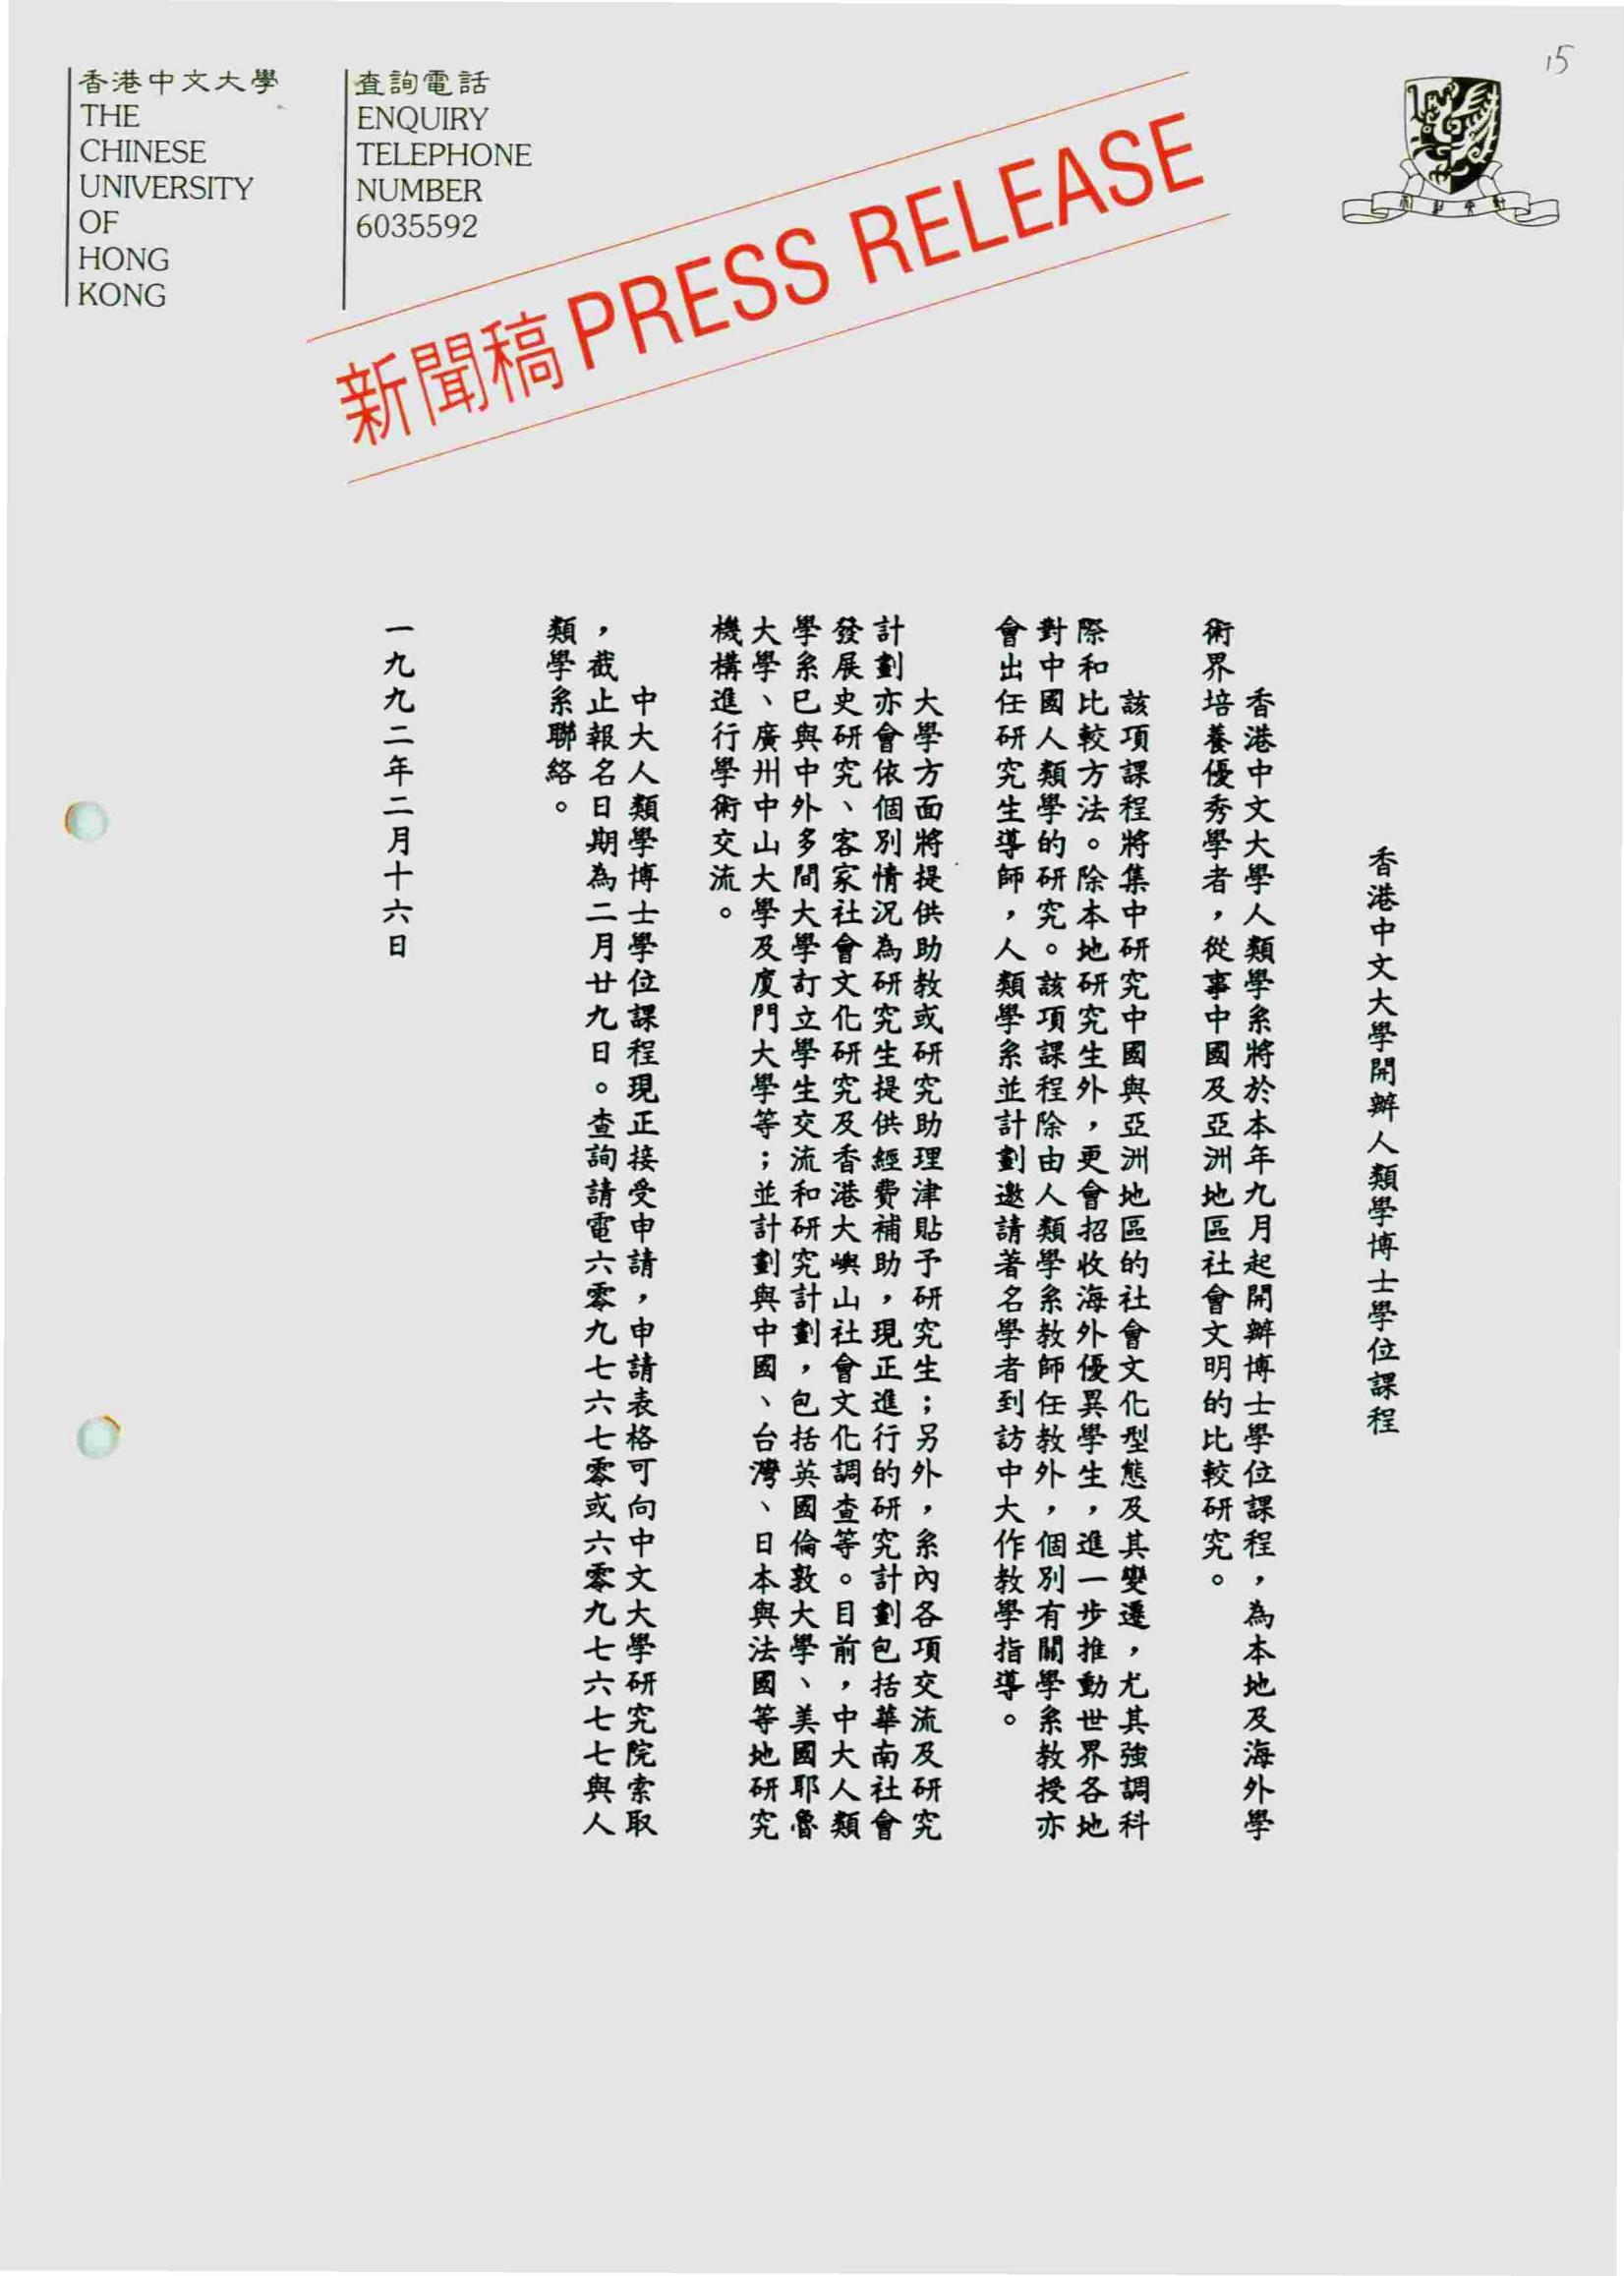 15
香港中文大學
THE
CHINESE
UNIVERSITY
OF
HONG
KONG
查詢電話
ENQUIRY
TELEPHONE
NUMBER
6035592
新聞稿 PRESS RELEASE
香港中文大學開辦人類學博士學位課程
香港中文大學人類學系將於本年九月起開辦博士學位課程，為本地及海外學
術界培養優秀學者，從事中國及亞洲地區社會文明的比較研究。
該項課程將集中研究中國與亞洲地區的社會文化型態及其變遷，尤其強調科
際和比較方法。除本地研究生外，更會招收海外優異學生，進一步推動世界各地
對中國人類學的研究。該項課程除由人類學系教師任教外，個別有關學系教授亦
會出任研究生導師，人類學系並計劃邀請著名學者到訪中大作教學指導。
大學方面將提供助教或研究助理津貼予研究生；另外，系內各項交流及研究
計劃亦會依個別情況為研究生提供經費補助，現正進行的研究計劃包括華南社會
發展史研究、客家社會文化研究及香港大嶼山社會文化調查等。目前，中大人類
學系已與中外多間大學訂立學生交流和研究計劃，包括英國倫敦大學、美國耶魯
大學、廣州中山大學及廈門大學等；並計劃與中國、台灣、日本與法國等地研究
機構進行學術交流。
中大人類學博士學位課程現正接受申請，申請表格可向中文大學研究院索取
，截止報名日期為二月廿九日。查詢請電六零九七六七零或六零九七六七七與人
類學系聯絡。
一九九二年二月十六日